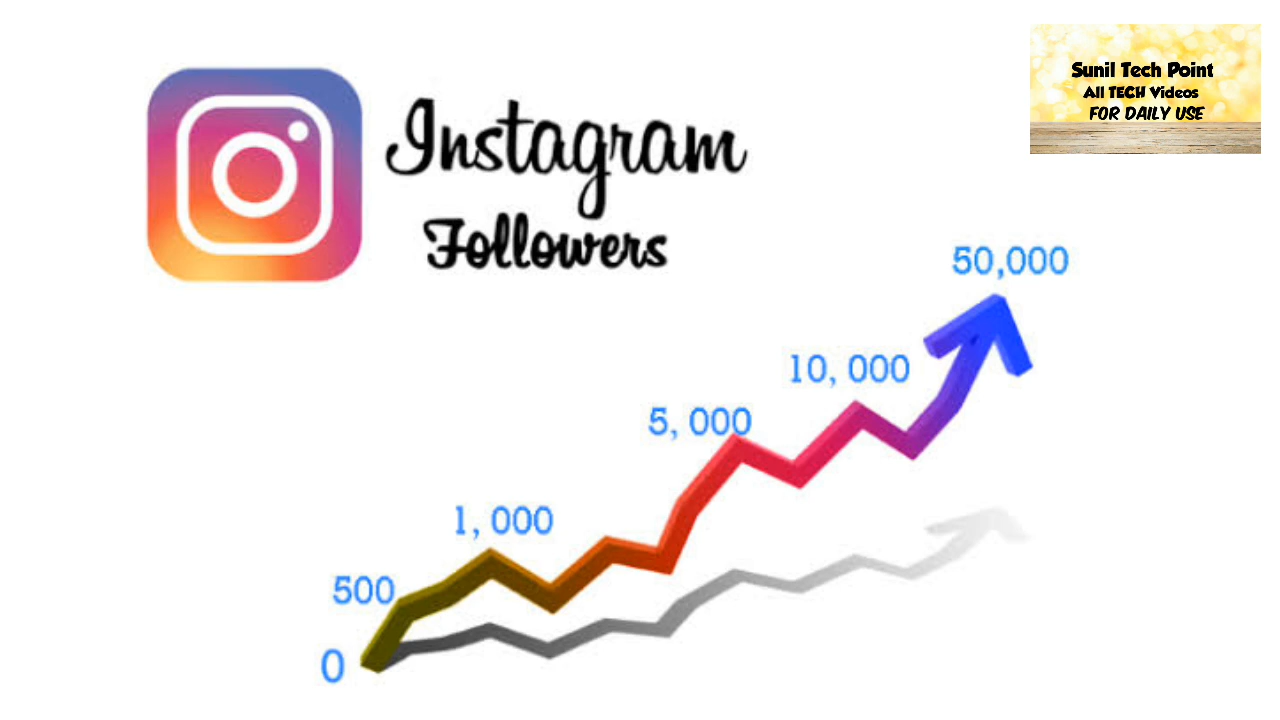 Sunil Tech Point
All TECH Videos
FOR DAILY USE
Instagram
Followers
50,000
10, 000
5, 000
1, 000
500
0